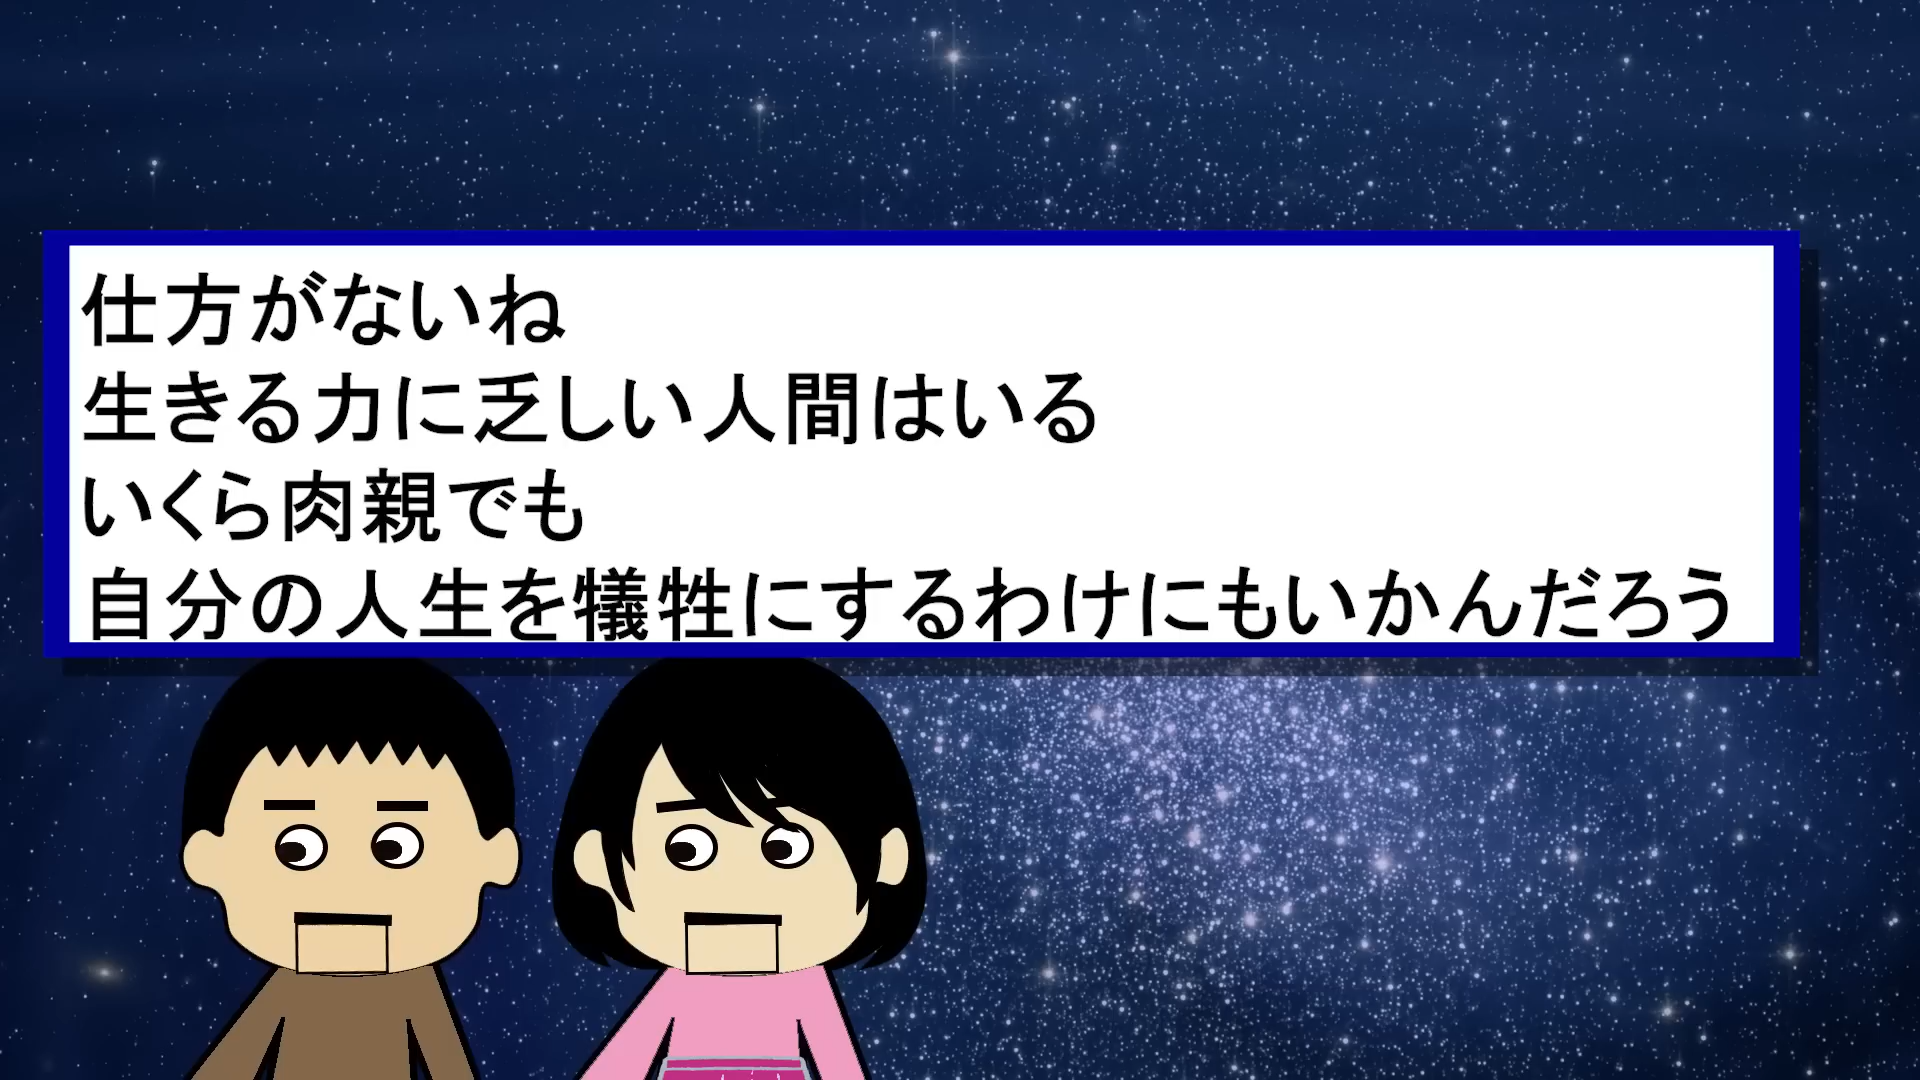 仕方がないね
生きる力に乏しい人間はいる
いくら肉親でも
自分の人生を犠牲にするわけにもいかんだろう